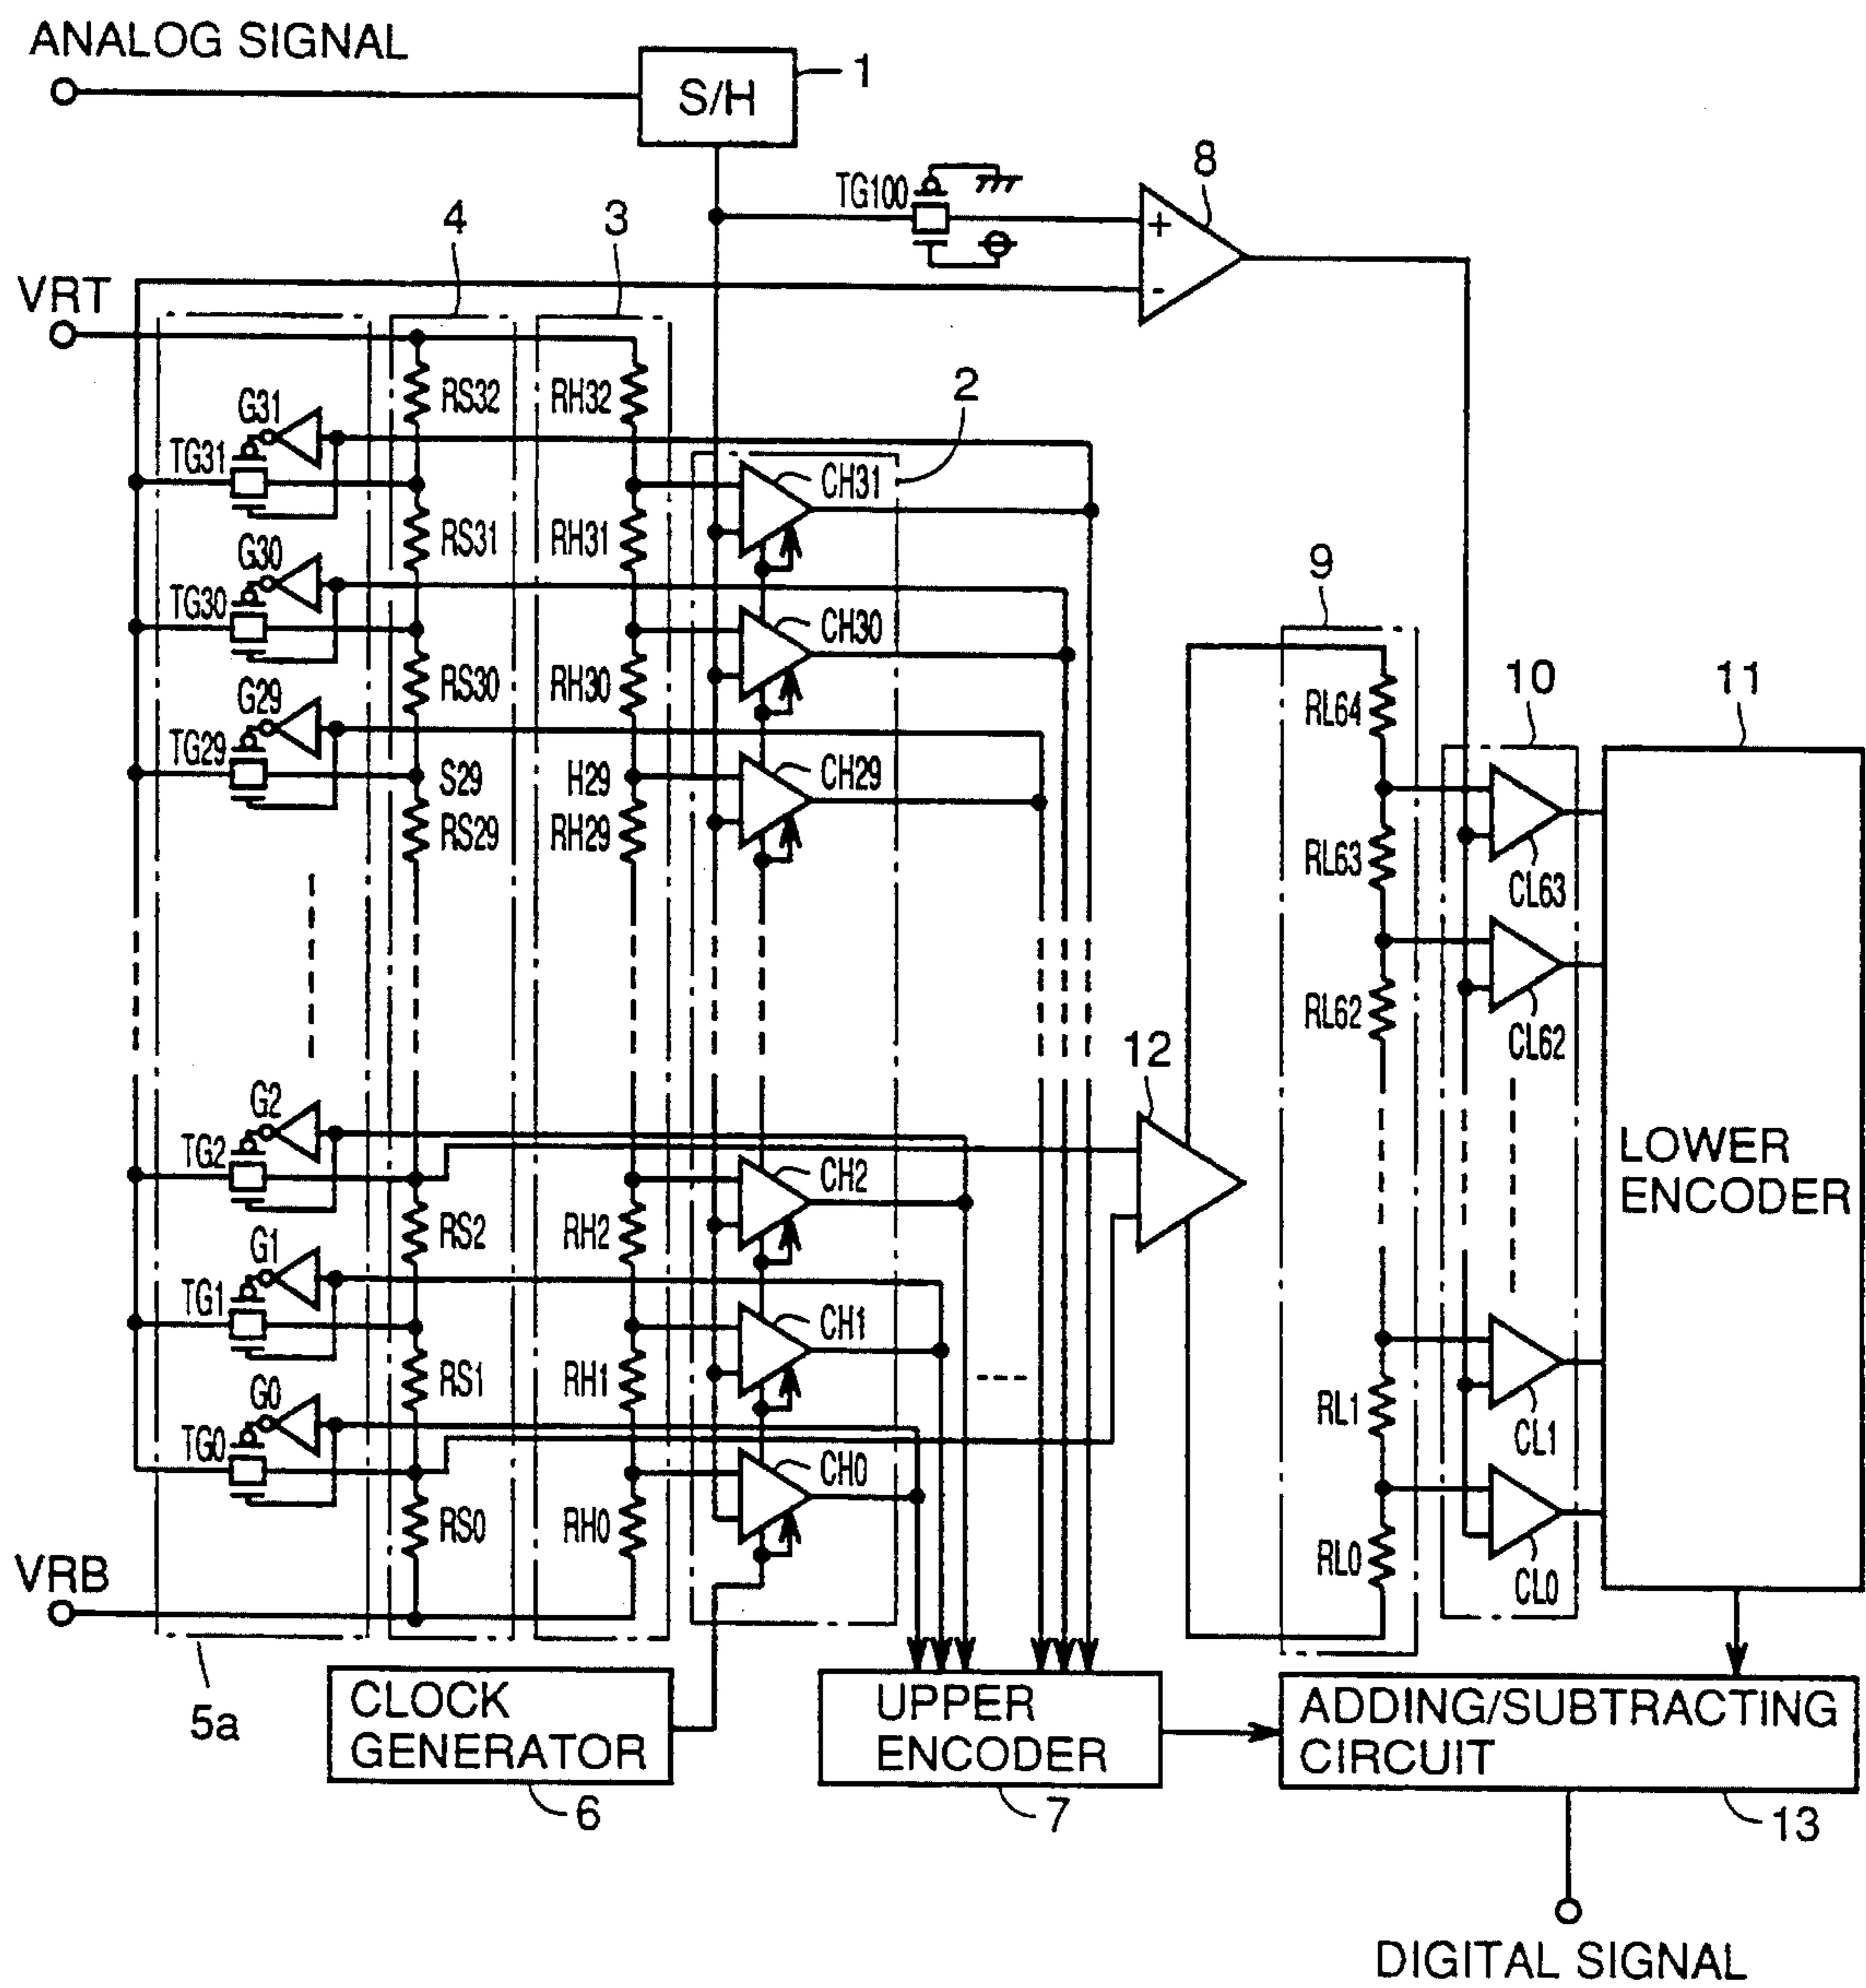 ANALOG SIGNAL
S/H
1
TG100
8
+
-
VRT
4
3
2
G31
TG31
RS32
RH32
CH31
G30
TG30
RS31
RH31
CH30
G29
TG29
RS30
RH30
CH29
S29
H29
RS29
RH29
9
10
11
RL64
RL63
CL63
RL62
CL62
12
G2
TG2
CH2
LOWER
ENCODER
G1
TG1
RS2
RH2
CH1
G0
TG0
RS1
RH1
CH0
RL1
CL1
RS0
RH0
RL0
CL0
VRB
5a
CLOCK
GENERATOR
6
UPPER
ENCODER
7
ADDING/SUBTRACTING
CIRCUIT
13
DIGITAL SIGNAL